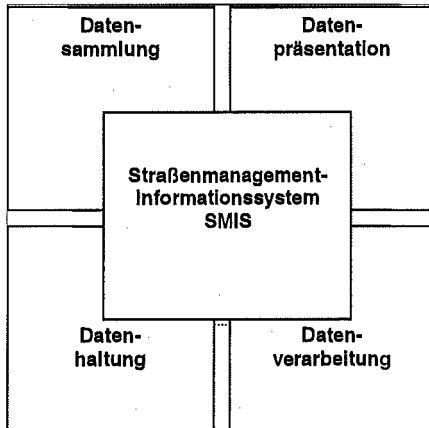 Daten-
sammlung
Daten-
präsentation
Straßenmanagement-
Informationssystem
SMIS
Daten-
haltung
Daten-
verarbeitung